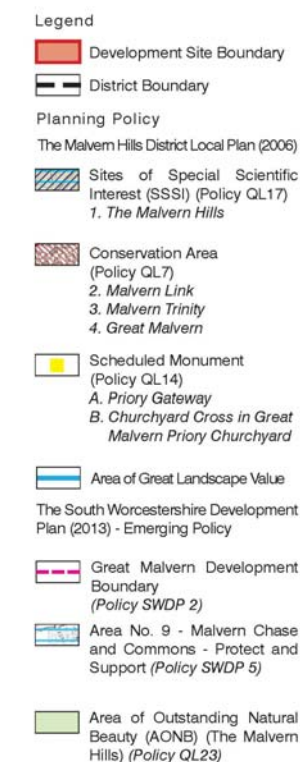 Legend
Development Site Boundary
District Boundary
Planning Policy
The Malvern Hills District Local Plan (2006)
Sites of Special Scientific
Interest (SSSI) (Policy QL17)
1. The Malvern Hills
Conservation Area
(Policy QL7)
2. Malvern Link
3. Malvern Trinity
4. Great Malvern
Scheduled Monument
(Policy QL14)
A. Priory Gateway
B. Churchyard Cross in Great
Malvern Priory Churchyard
Area of Great Landscape Value
The South Worcestershire Development
Plan (2013) - Emerging Policy
Great Malvern Development
Boundary
(Policy SWDP 2)
Area No. 9 - Malvern Chase
and Commons - Protect and
Support (Policy SWDP 5)
Area of Outstanding Natural
Beauty (AONB) (The Malvern
Hills) (Policy QL23)